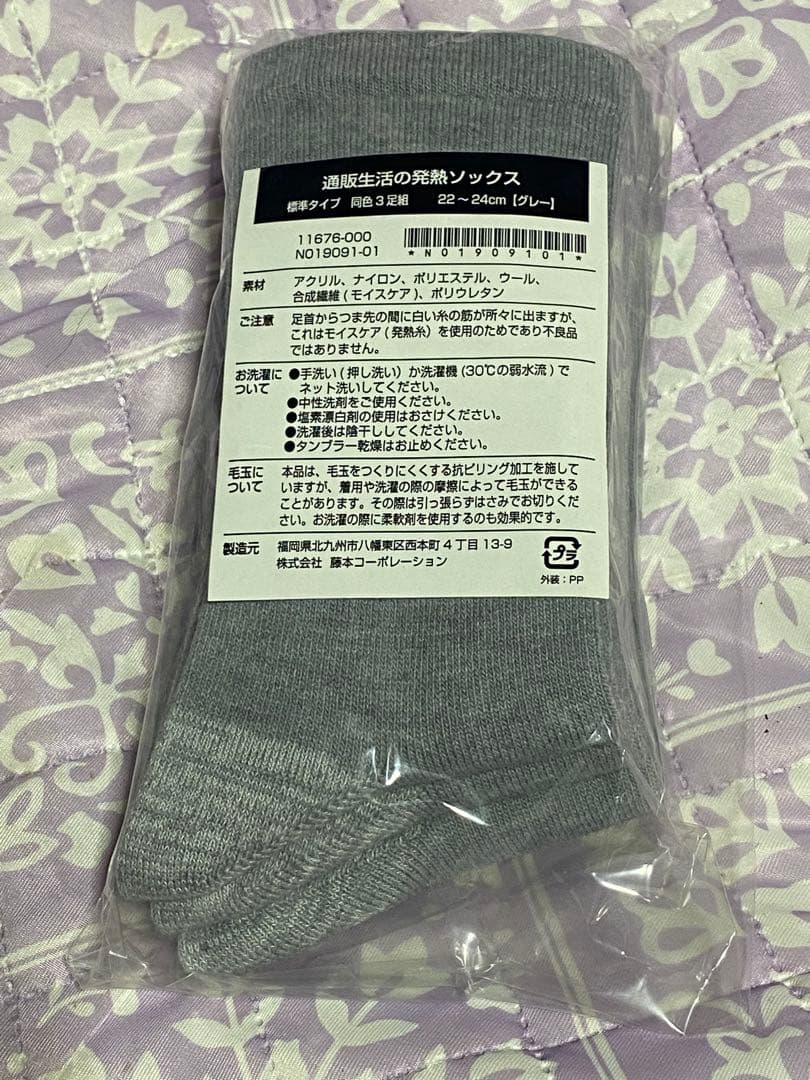 通販生活の発熱ソックス
標準タイプ 同色3足組 22～24cm【グレー】
11676-000
N019091-01
*N01909101*
素材 アクリル、ナイロン、ポリエステル、ウール、
合成繊維(モイスケア)、ポリウレタン
ご注意 足首からつま先の間に白い糸の筋が所々に出ますが、
これはモイスケア(発熱糸)を使用のためであり不良品
ではありません。
お洗濯に ●手洗い(押し洗い)か洗濯機(30℃の弱水流)で
ついて ネット洗いしてください。
●中性洗剤をご使用ください。
●塩素漂白剤の使用はおさけください。
●洗濯後は陰干ししてください。
●タンブラー乾燥はお止めください。
毛玉に 本品は、毛玉をつくりにくくする抗ピリング加工を施して
ついて いますが、着用や洗濯の際の摩擦によって毛玉ができる
ことがあります。その際は引っ張らずはさみでお切りくだ
さい。お洗濯の際に柔軟剤を使用するのも効果的です。
製造元 福岡県北九州市八幡東区西本町4丁目13-9
株式会社 藤本コーポレーション
プラ
外装：PP